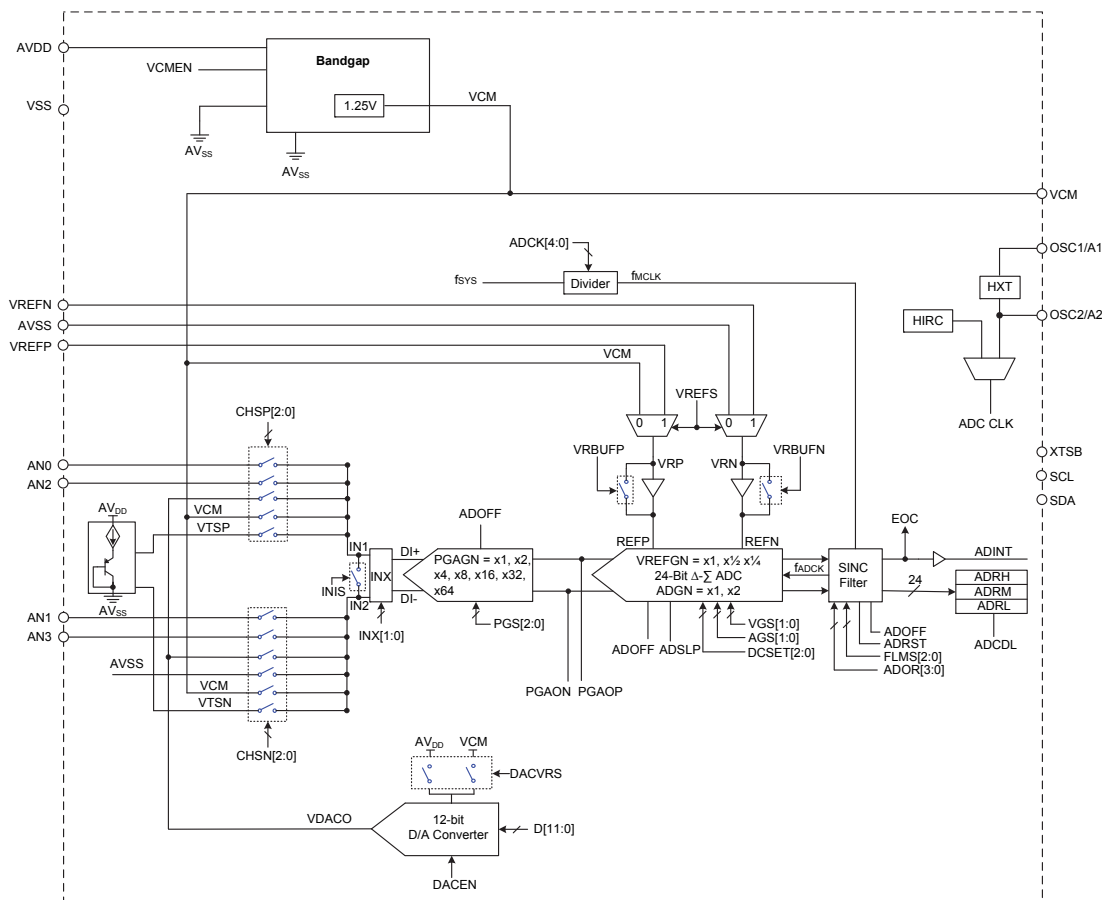 AVDD
VCMEN
VSS
AVSS
Bandgap
1.25V
VCM
AVSS
VCM
OSC1/A1
ADCK[4:0]
fSYS
Divider
fMCLK
HXT
VREFN
AVSS
VREFP
HIRC
OSC2/A2
VCM
VREFS
0 1
0 1
ADC CLK
CHSP[2:0]
VRBUFP
VRP
VRN
VRBUFN
XTSB
SCL
SDA
AN0
AN2
AVDD
VCM
VTSP
ADOFF
REFP
REFN
EOC
IN1
INIS
IN2
INX
DI+
DI-
PGAGN = x1, x2,
x4, x8, x16, x32,
x64
VREFGN = x1, x½ x¼
24-Bit Δ-∑ ADC
ADGN = x1, x2
fADCK
SINC
Filter
24
ADINT
ADRH
ADRM
ADRL
AVSS
AN1
AN3
INX[1:0]
PGS[2:0]
VGS[1:0]
AGS[1:0]
DCSET[2:0]
ADOFF ADSLP
ADOFF
ADRST
FLMS[2:0]
ADOR[3:0]
ADCDL
AVSS
VCM
VTSN
PGAON
PGAOP
CHSN[2:0]
AVDD
VCM
DACVRS
VDACO
12-bit
D/A Converter
D[11:0]
DACEN